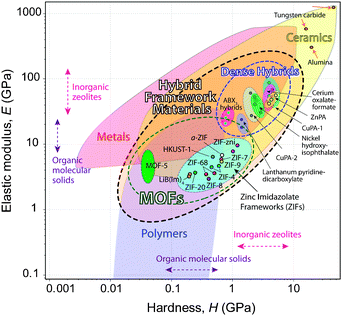 Elastic modulus, E (GPa)
1000
100
10
1
0.1
0.001
0.01
0.1
1
10
100
Hardness, H (GPa)
Tungsten carbide
Ceramics
Alumina
Inorganic
zeolites
Hybrid
Framework
Materials
Dense Hybrids
ABX3
hybrids
Cerium
oxalate-
formate
ZnPA
CuPA-1
Nickel
hydroxy-
isophthalate
CuPA-2
Lanthanum pyridine-
dicarboxylate
Metals
Organic
molecular
solids
a-ZIF
HKUST-1
ZIF-zni
MOF-5
ZIF-68
ZIF-7
ZIF-9
LiB(Im)4
ZIF-4
ZIF-20
ZIF-8
MOFs
Zinc Imidazolate
Frameworks (ZIFs)
Polymers
Inorganic zeolites
Organic molecular solids